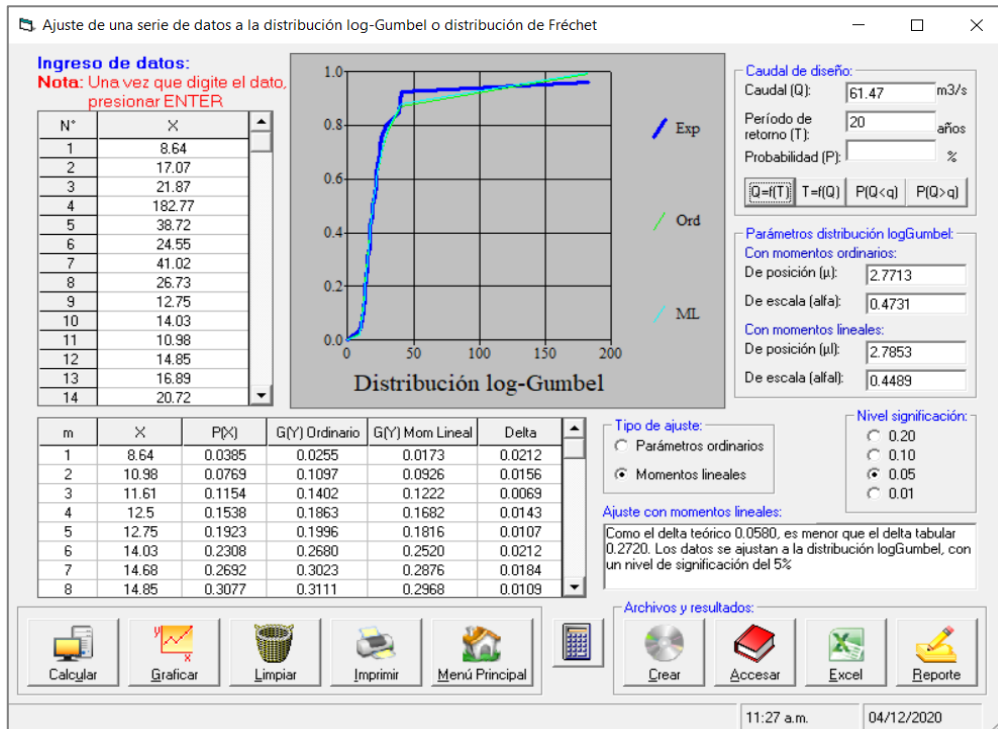 Ajuste de una serie de datos a la distribución log-Gumbel o distribución de Fréchet
Ingreso de datos:
Nota: Una vez que digite el dato,
presionar ENTER
N° X
1 8.64
2 17.07
3 21.87
4 182.77
5 38.72
6 24.55
7 41.02
8 26.73
9 12.75
10 14.03
11 10.98
12 14.85
13 16.89
14 20.72
1.0
0.8
0.6
0.4
0.2
0.0
0 50 100 150 200
Exp
Ord
ML
Distribución log-Gumbel
Caudal de diseño:
Caudal (Q): 61.47 m3/s
Período de
retorno (T): 20 años
Probabilidad (P): %
Q=f(T) T=f(Q) P(Q<q) P(Q>q)
Parámetros distribución logGumbel:
Con momentos ordinarios:
De posición (μ): 2.7713
De escala (alfa): 0.4731
Con momentos lineales:
De posición (μl): 2.7853
De escala (alfal): 0.4489
m X P(X) G(Y) Ordinario G(Y) Mom Lineal Delta
1 8.64 0.0385 0.0255 0.0173 0.0212
2 10.98 0.0769 0.1097 0.0926 0.0156
3 11.61 0.1154 0.1402 0.1222 0.0069
4 12.5 0.1538 0.1863 0.1682 0.0143
5 12.75 0.1923 0.1996 0.1816 0.0107
6 14.03 0.2308 0.2680 0.2520 0.0212
7 14.68 0.2692 0.3023 0.2876 0.0184
8 14.85 0.3077 0.3111 0.2968 0.0109
Tipo de ajuste:
Parámetros ordinarios
Momentos lineales
Nivel significación:
0.20
0.10
0.05
0.01
Ajuste con momentos lineales:
Como el delta teórico 0.0580, es menor que el delta tabular
0.2720. Los datos se ajustan a la distribución logGumbel, con
un nivel de significación del 5%
Calcular Graficar Limpiar Imprimir Menú Principal
Archivos y resultados:
Crear Accesar Excel Reporte
11:27 a.m. 04/12/2020